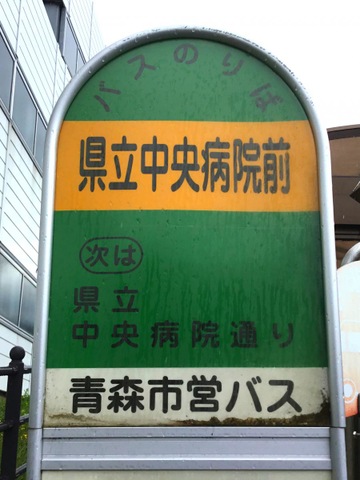 バスのりば
県立中央病院前
次は
県立
中央病院通り
青森市営バス